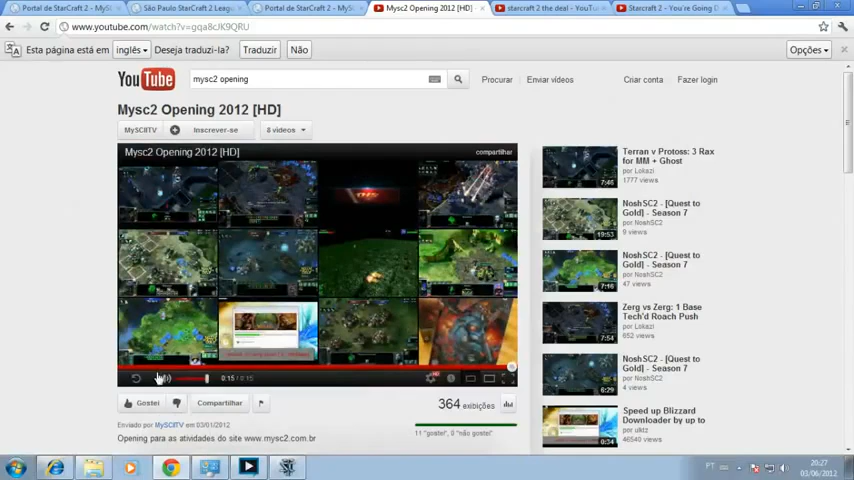 Portal de StarCraft 2 - MySC
São Paulo StarCraft 2 Leag
Portal de StarCraft 2 - MySC
Mysc2 Opening 2012 [HD] -
starcraft 2 the deal - YouTu
Starcraft 2 - You're Going D
www.youtube.com/watch?v=gqa8cJK9QRU
Esta página está em inglês Deseja traduzi-la? Traduzir Não Opções
YouTube mysc2 opening Procurar Enviar vídeos Criar conta Fazer login
Mysc2 Opening 2012 [HD]
MySCIITV Inscrever-se 8 vídeos
Mysc2 Opening 2012 [HD] compartilhar
0:15 / 0:15
Gostei Compartilhar 364 exibições
Enviado por MySCIITV em 03/01/2012
11 "gostei", 0 "não gostei"
Opening para as atividades do site www.mysc2.com.br
Terran v Protoss: 3 Rax
for MM + Ghost
por Lokazi
1777 views
7:46
NoshSC2 - [Quest to
Gold] - Season 7
por NoshSC2
9 views
19:53
NoshSC2 - [Quest to
Gold] - Season 7
por NoshSC2
47 views
7:16
Zerg vs Zerg: 1 Base
Tech'd Roach Push
por Lokazi
7:54
NoshSC2 - [Quest to
Gold] - Season 7
por NoshSC2
4 views
6:35
Speed up Blizzard
Downloader by up to
por ulktz
46540 views
0:34
PT
20:27
03/06/2012